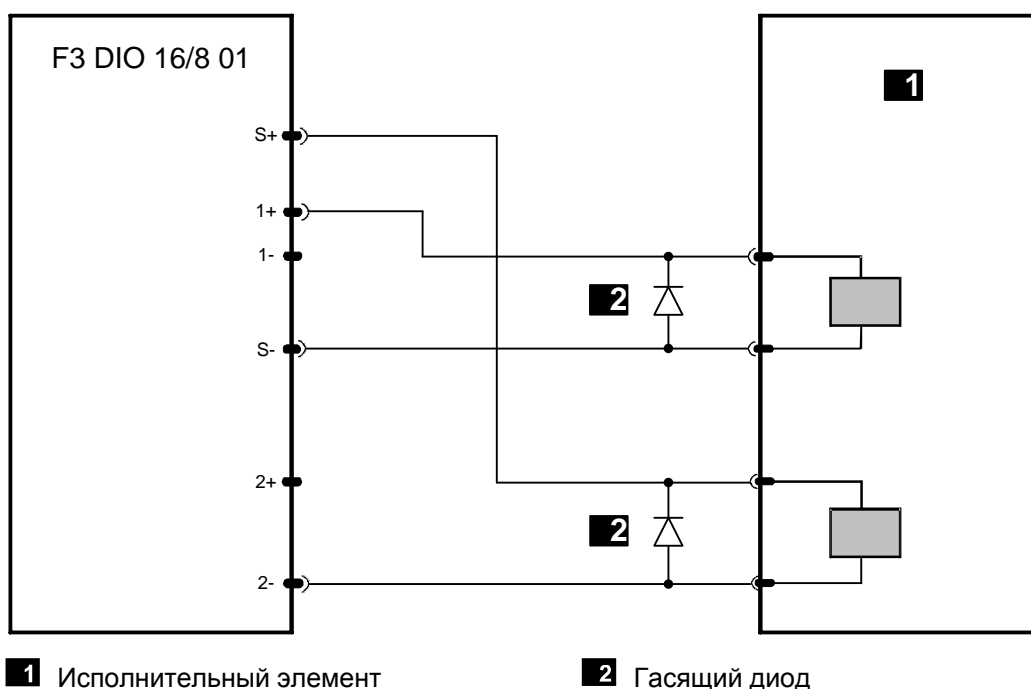 F3 DIO 16/8 01
1
S+
1+
1-
2
S-
2+
2
2-
1 Исполнительный элемент
2 Гасящий диод